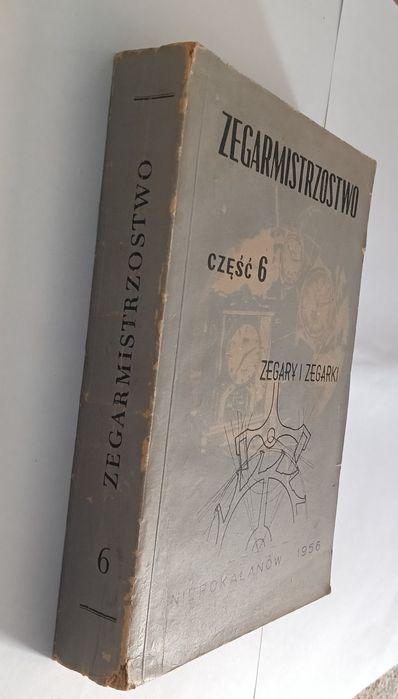 ZEGARMISTRZOSTWO
6
ZEGARMISTRZOSTWO
CZĘŚĆ 6
ZEGARY I ZEGARKI
NIEPOKALANÓW 1956